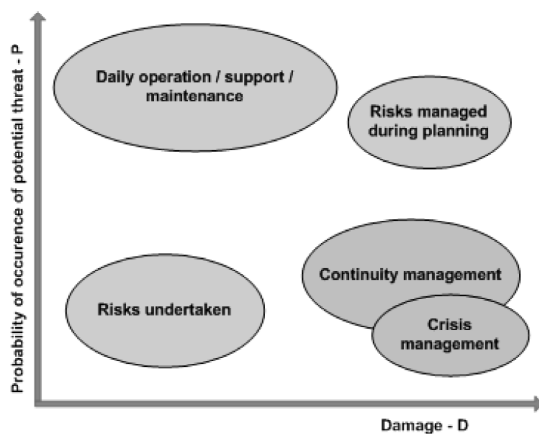 Probability of occurence of potential threat - P
Daily operation / support /
maintenance
Risks managed
during planning
Continuity management
Risks undertaken
Crisis
management
Damage - D